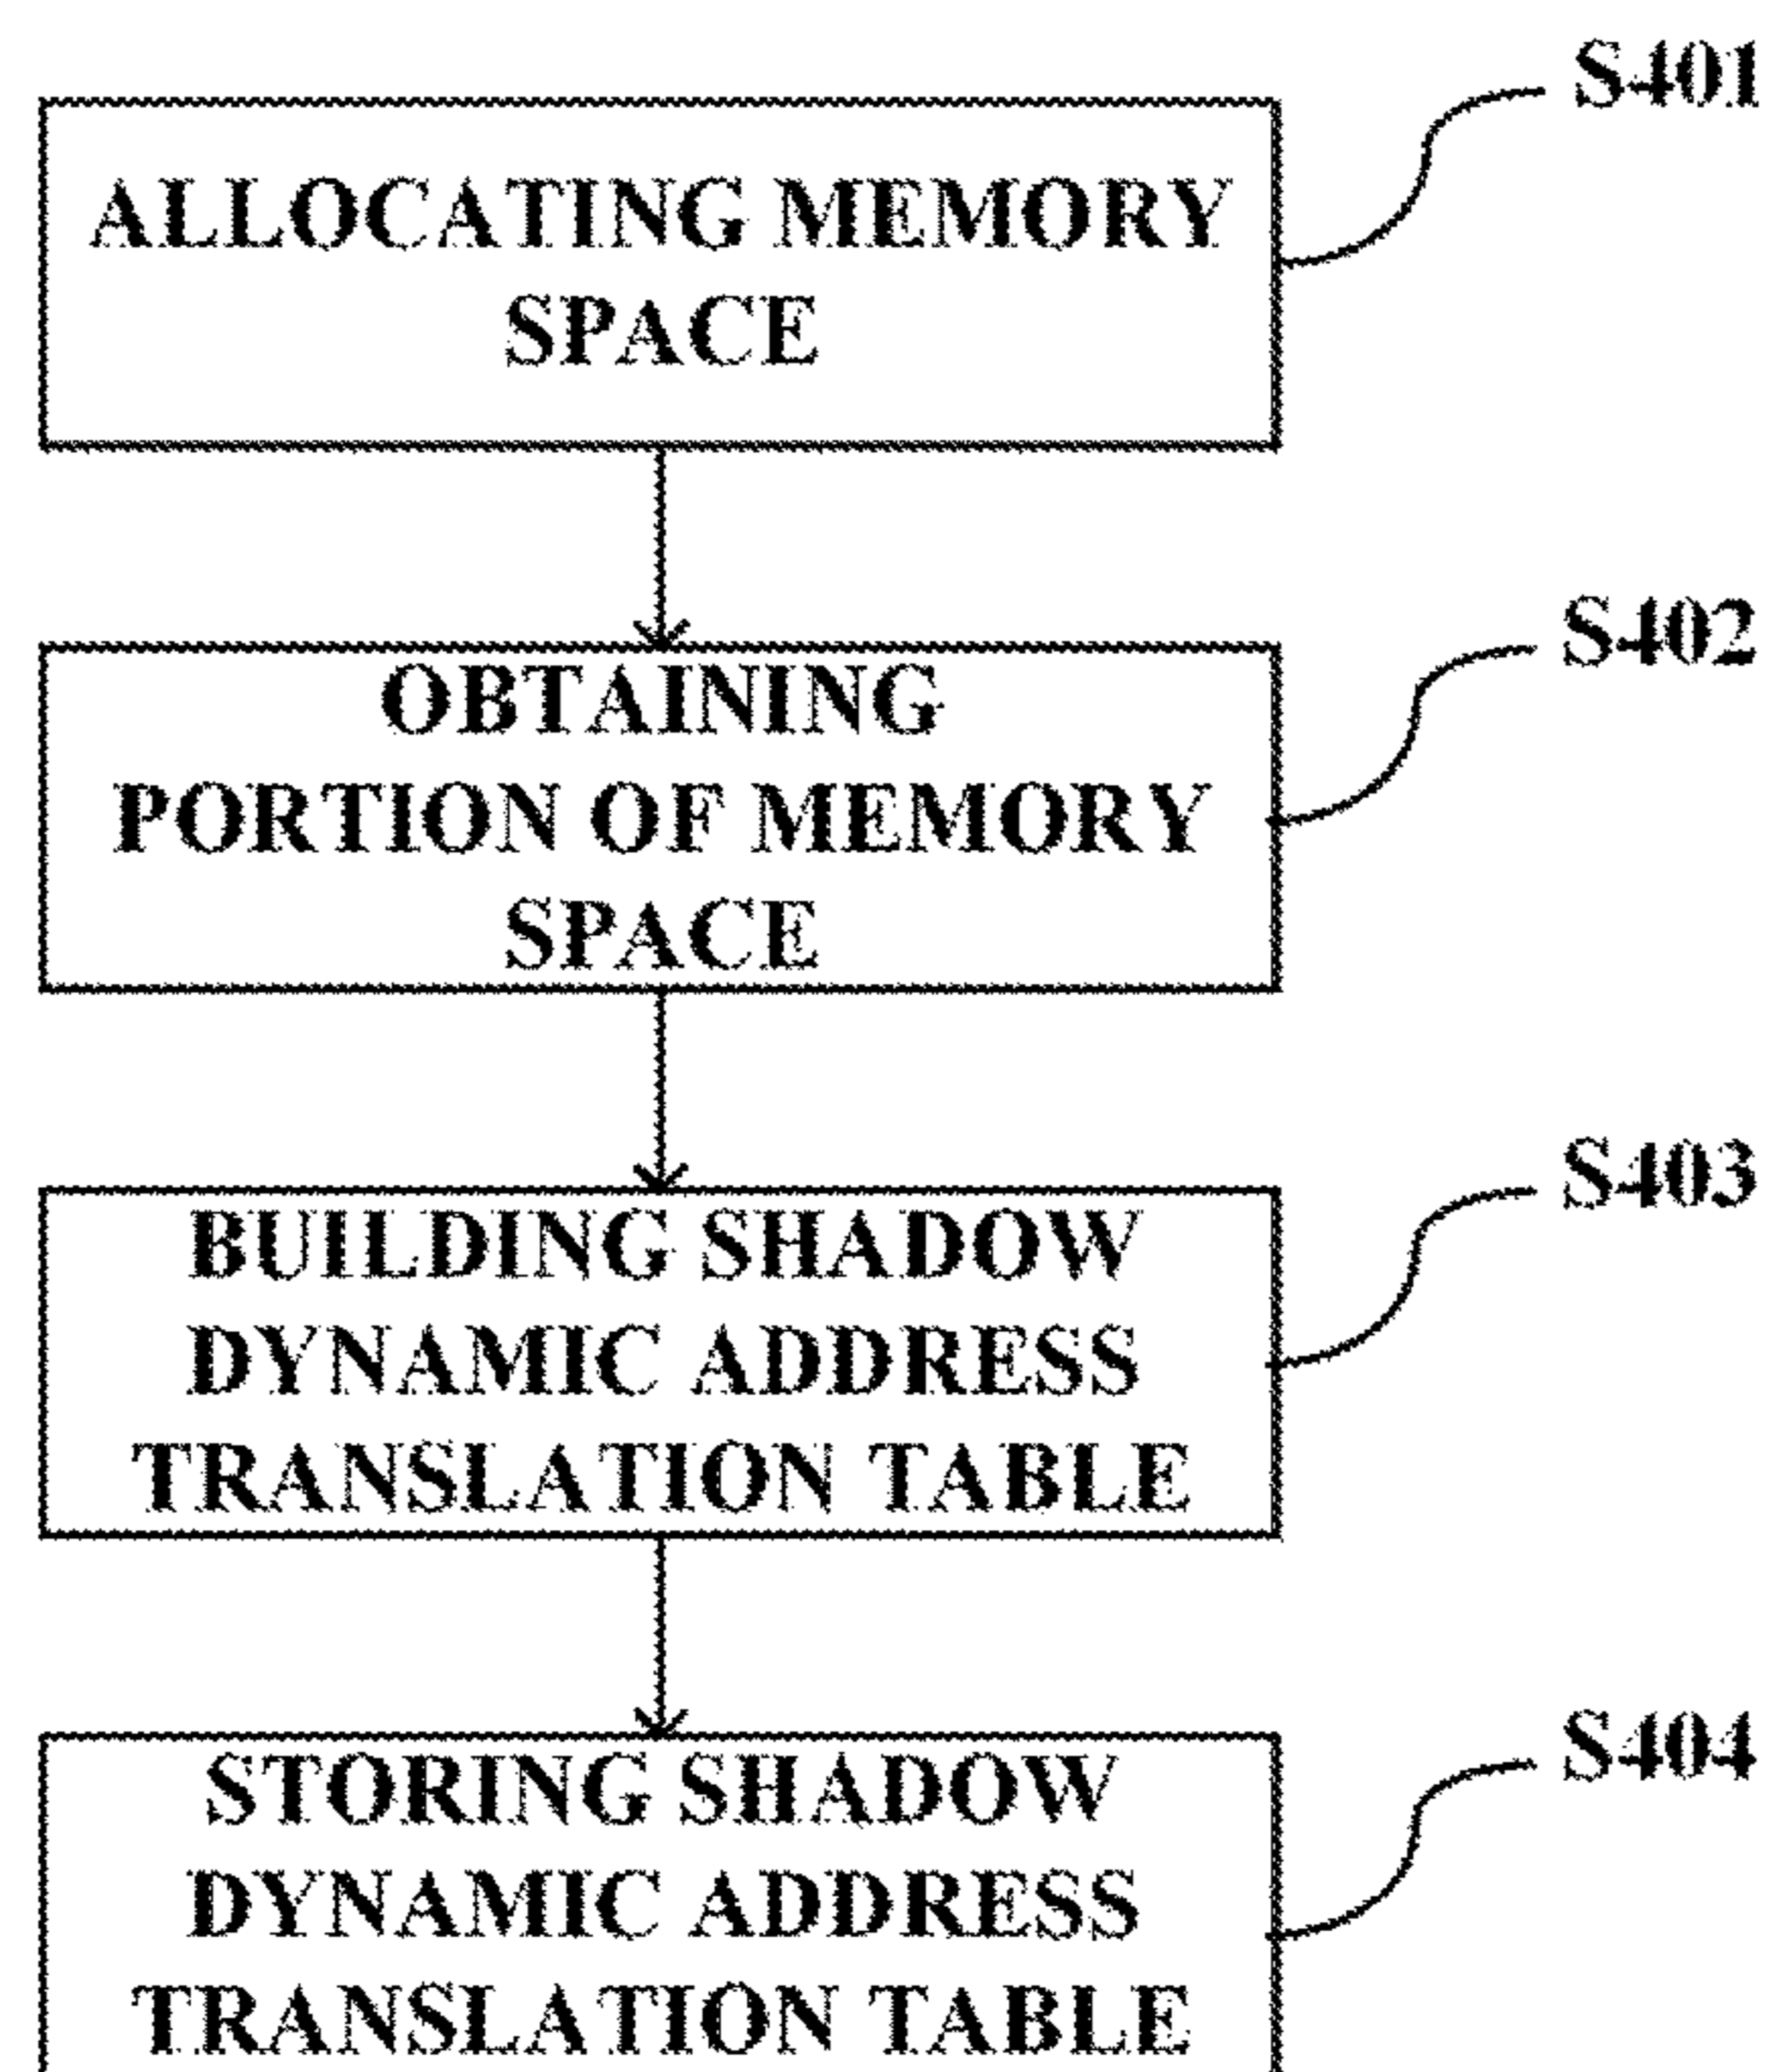 S401
ALLOCATING MEMORY
SPACE
S402
OBTAINING
PORTION OF MEMORY
SPACE
S403
BUILDING SHADOW
DYNAMIC ADDRESS
TRANSLATION TABLE
S404
STORING SHADOW
DYNAMIC ADDRESS
TRANSLATION TABLE